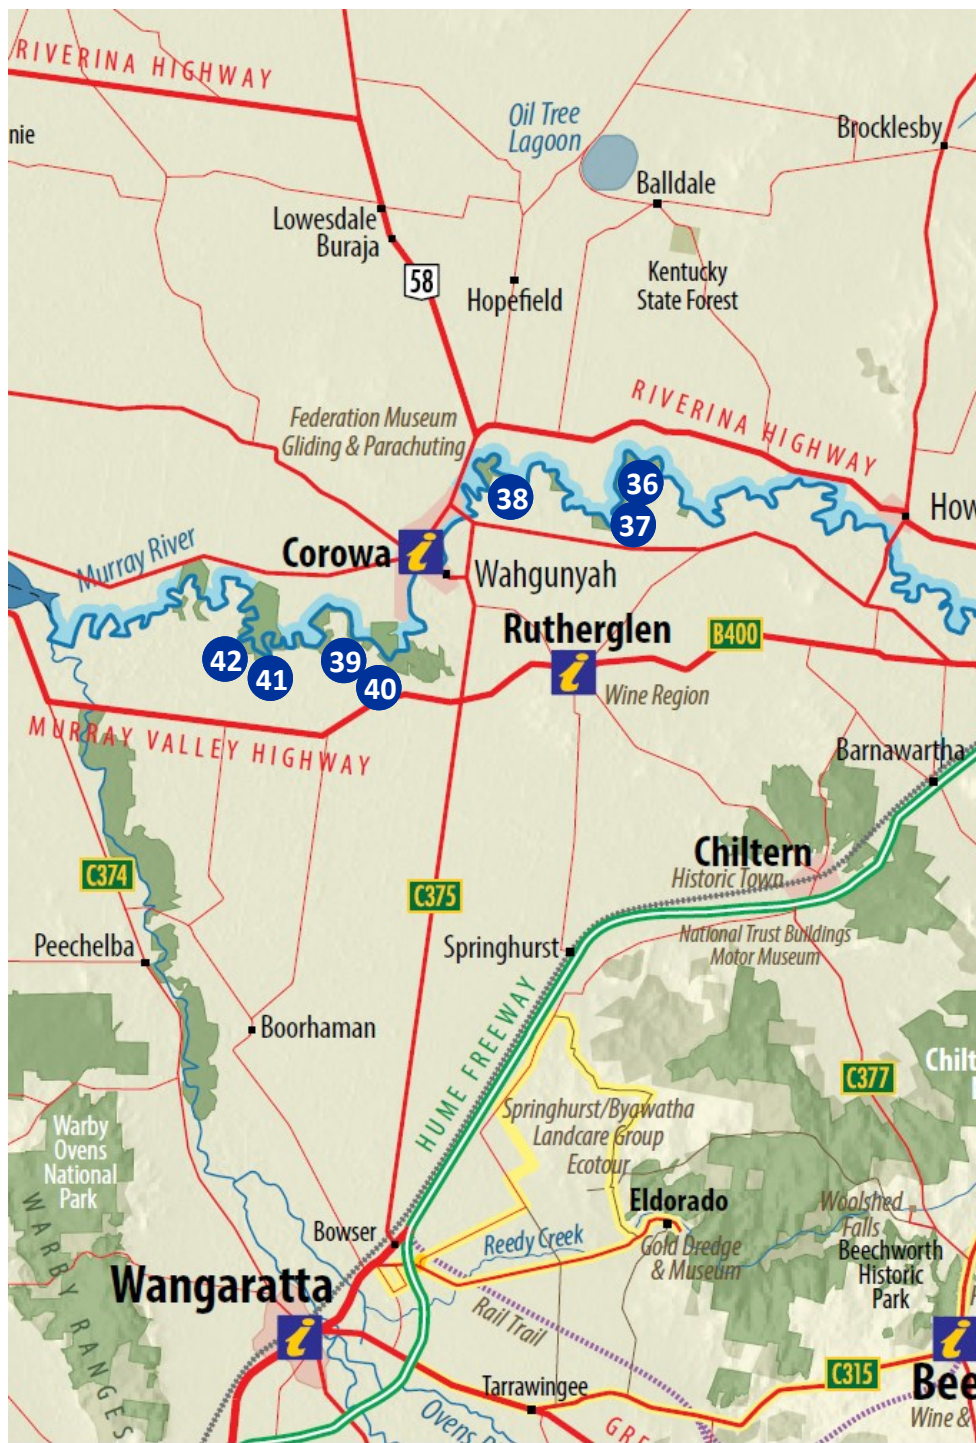 RIVERINA HIGHWAY
nie
Oil Tree
Lagoon
Brocklesby
Balldale
Lowesdale
Buraja
58
Hopefield
Kentucky
State Forest
RIVERINA HIGHWAY
Federation Museum
Gliding & Parachuting
36
38
37
How
Corowa
i
Murray River
Wahgunyah
Rutherglen
B400
42
39
41
40
i
Wine Region
MURRAY VALLEY HIGHWAY
Barnawartha
Chiltern
Historic Town
C374
C375
National Trust Buildings
Motor Museum
Peechelba
Springhurst
HUME FREEWAY
Boorhaman
Chilt
C377
Springhurst/Byawatha
Landcare Group
Ecotour
Warby
Ovens
National
Park
WARBY RANGES
Eldorado
Woolshed
Falls
Bowser
Reedy Creek
Gold Dredge
& Museum
Beechworth
Historic
Park
Wangaratta
Rail Trail
i
i
C315
Tarrawingee
Bee
Wine &
Ovens
GRE